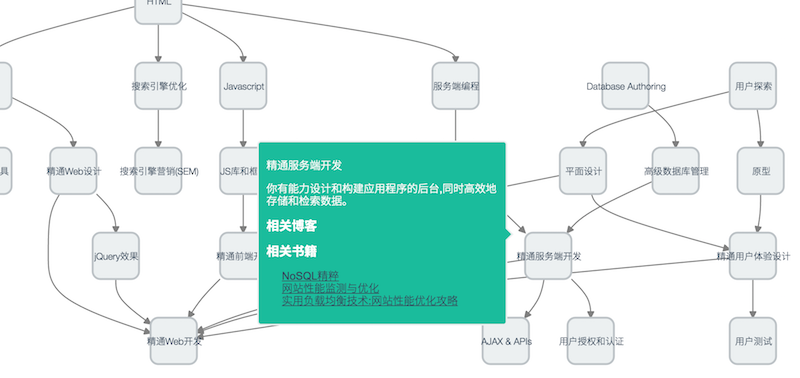 HTML
搜索引擎优化
Javascript
服务端编程
Database Authoring
用户探索
具
精通Web设计
搜索引擎营销(SEM)
JS库和框
平面设计
高级数据库管理
原型
精通服务端开发
你有能力设计和构建应用程序的后台,同时高效地
存储和检索数据。
相关博客
相关书籍
NoSQL精粹
网站性能监测与优化
实用负载均衡技术:网站性能优化攻略
jQuery效果
精通前端开
精通服务端开发
精通用户体验设计
精通Web开发
AJAX & APIs
用户授权和认证
用户测试